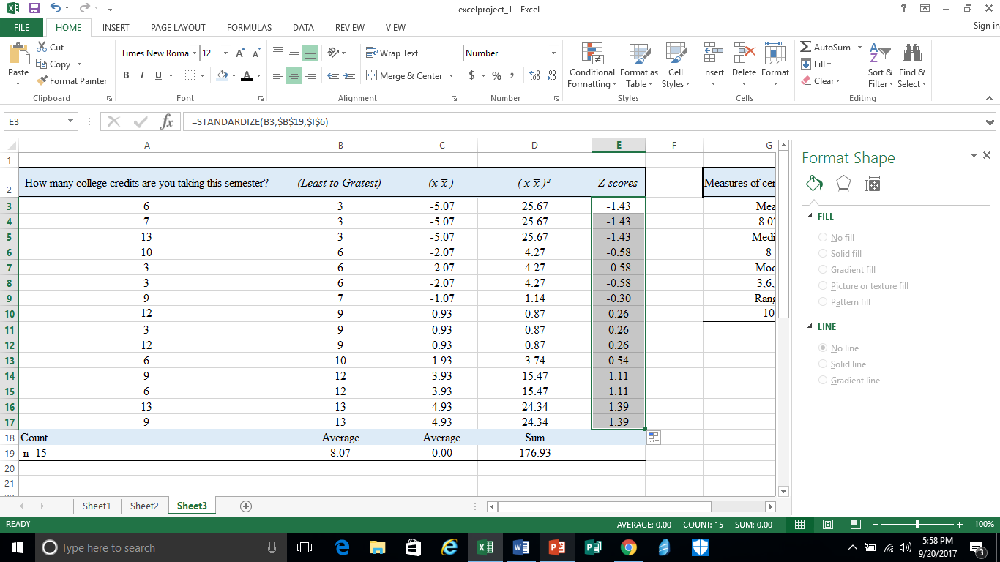 excelproject_1 - Excel
?
Sign in
FILE HOME INSERT PAGE LAYOUT FORMULAS DATA REVIEW VIEW
Paste
Cut
Copy
Format Painter
Clipboard
Times New Roma 12
B I U
Font
Wrap Text
Merge & Center
Alignment
Number
$ % ,
Number
Conditional Formatting
Format as Table
Cell Styles
Styles
Insert Delete Format
Cells
AutoSum
Fill
Clear
Sort & Filter
Find & Select
Editing
E3 fx =STANDARDIZE(B3,$B$19,$I$6)
A B C D E F G
1
2 How many college credits are you taking this semester? (Least to Gratest) (x-x̅ ) ( x-x̅ )² Z-scores Measures of cer
3 6 3 -5.07 25.67 -1.43 Mea
4 7 3 -5.07 25.67 -1.43 8.07
5 13 3 -5.07 25.67 -1.43 Medi
6 10 6 -2.07 4.27 -0.58 8
7 3 6 -2.07 4.27 -0.58 Moc
8 3 6 -2.07 4.27 -0.58 3,6,
9 9 7 -1.07 1.14 -0.30 Rang
10 12 9 0.93 0.87 0.26 10
11 3 9 0.93 0.87 0.26
12 12 9 0.93 0.87 0.26
13 6 10 1.93 3.74 0.54
14 9 12 3.93 15.47 1.11
15 6 12 3.93 15.47 1.11
16 13 13 4.93 24.34 1.39
17 9 13 4.93 24.34 1.39
18 Count Average Average Sum
19 n=15 8.07 0.00 176.93
20
21
Format Shape
FILL
No fill
Solid fill
Gradient fill
Picture or texture fill
Pattern fill
LINE
No line
Solid line
Gradient line
Sheet1 Sheet2 Sheet3
READY AVERAGE: 0.00 COUNT: 15 SUM: 0.00 100%
Type here to search
5:58 PM
9/20/2017
3